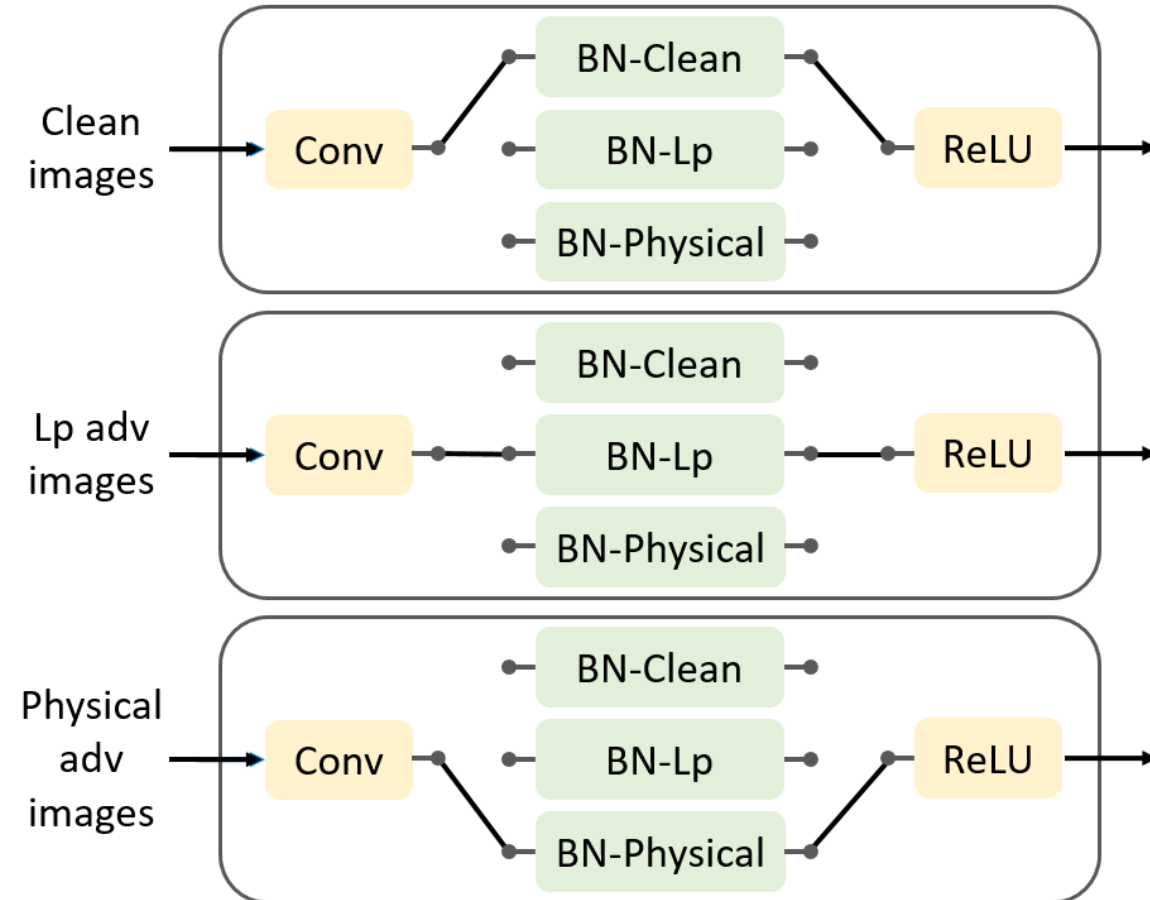 Clean
images
Conv
BN-Clean
BN-Lp
BN-Physical
ReLU
Lp adv
images
Conv
BN-Clean
BN-Lp
BN-Physical
ReLU
Physical
adv
images
Conv
BN-Clean
BN-Lp
BN-Physical
ReLU